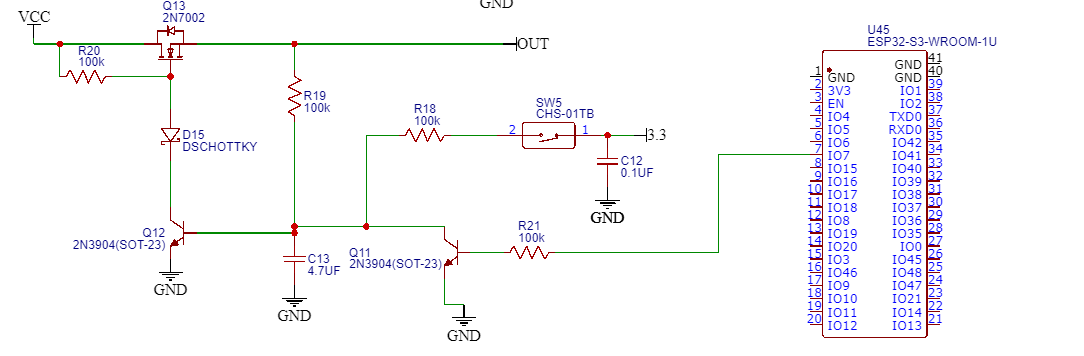 GND
VCC
Q13
2N7002
OUT
R20
100k
R19
100k
D15
DSCHOTTKY
R18
100k
SW5
CHS-01TB
2
1
3.3
C12
0.1UF
GND
Q12
2N3904(SOT-23)
GND
C13
4.7UF
GND
Q11
2N3904(SOT-23)
GND
R21
100k
U45
ESP32-S3-WROOM-1U
GND 41
1 GND GND 40
2 3V3 IO1 39
3 EN IO2 38
4 IO4 TXD0 37
5 IO5 RXD0 36
6 IO6 IO42 35
7 IO7 IO41 34
8 IO15 IO40 33
9 IO16 IO39 32
10 IO17 IO38 31
11 IO18 IO37 30
12 IO8 IO36 29
13 IO19 IO35 28
14 IO20 IO0 27
15 IO3 IO45 26
16 IO46 IO48 25
17 IO9 IO47 24
18 IO10 IO21 23
19 IO11 IO14 22
20 IO12 IO13 21